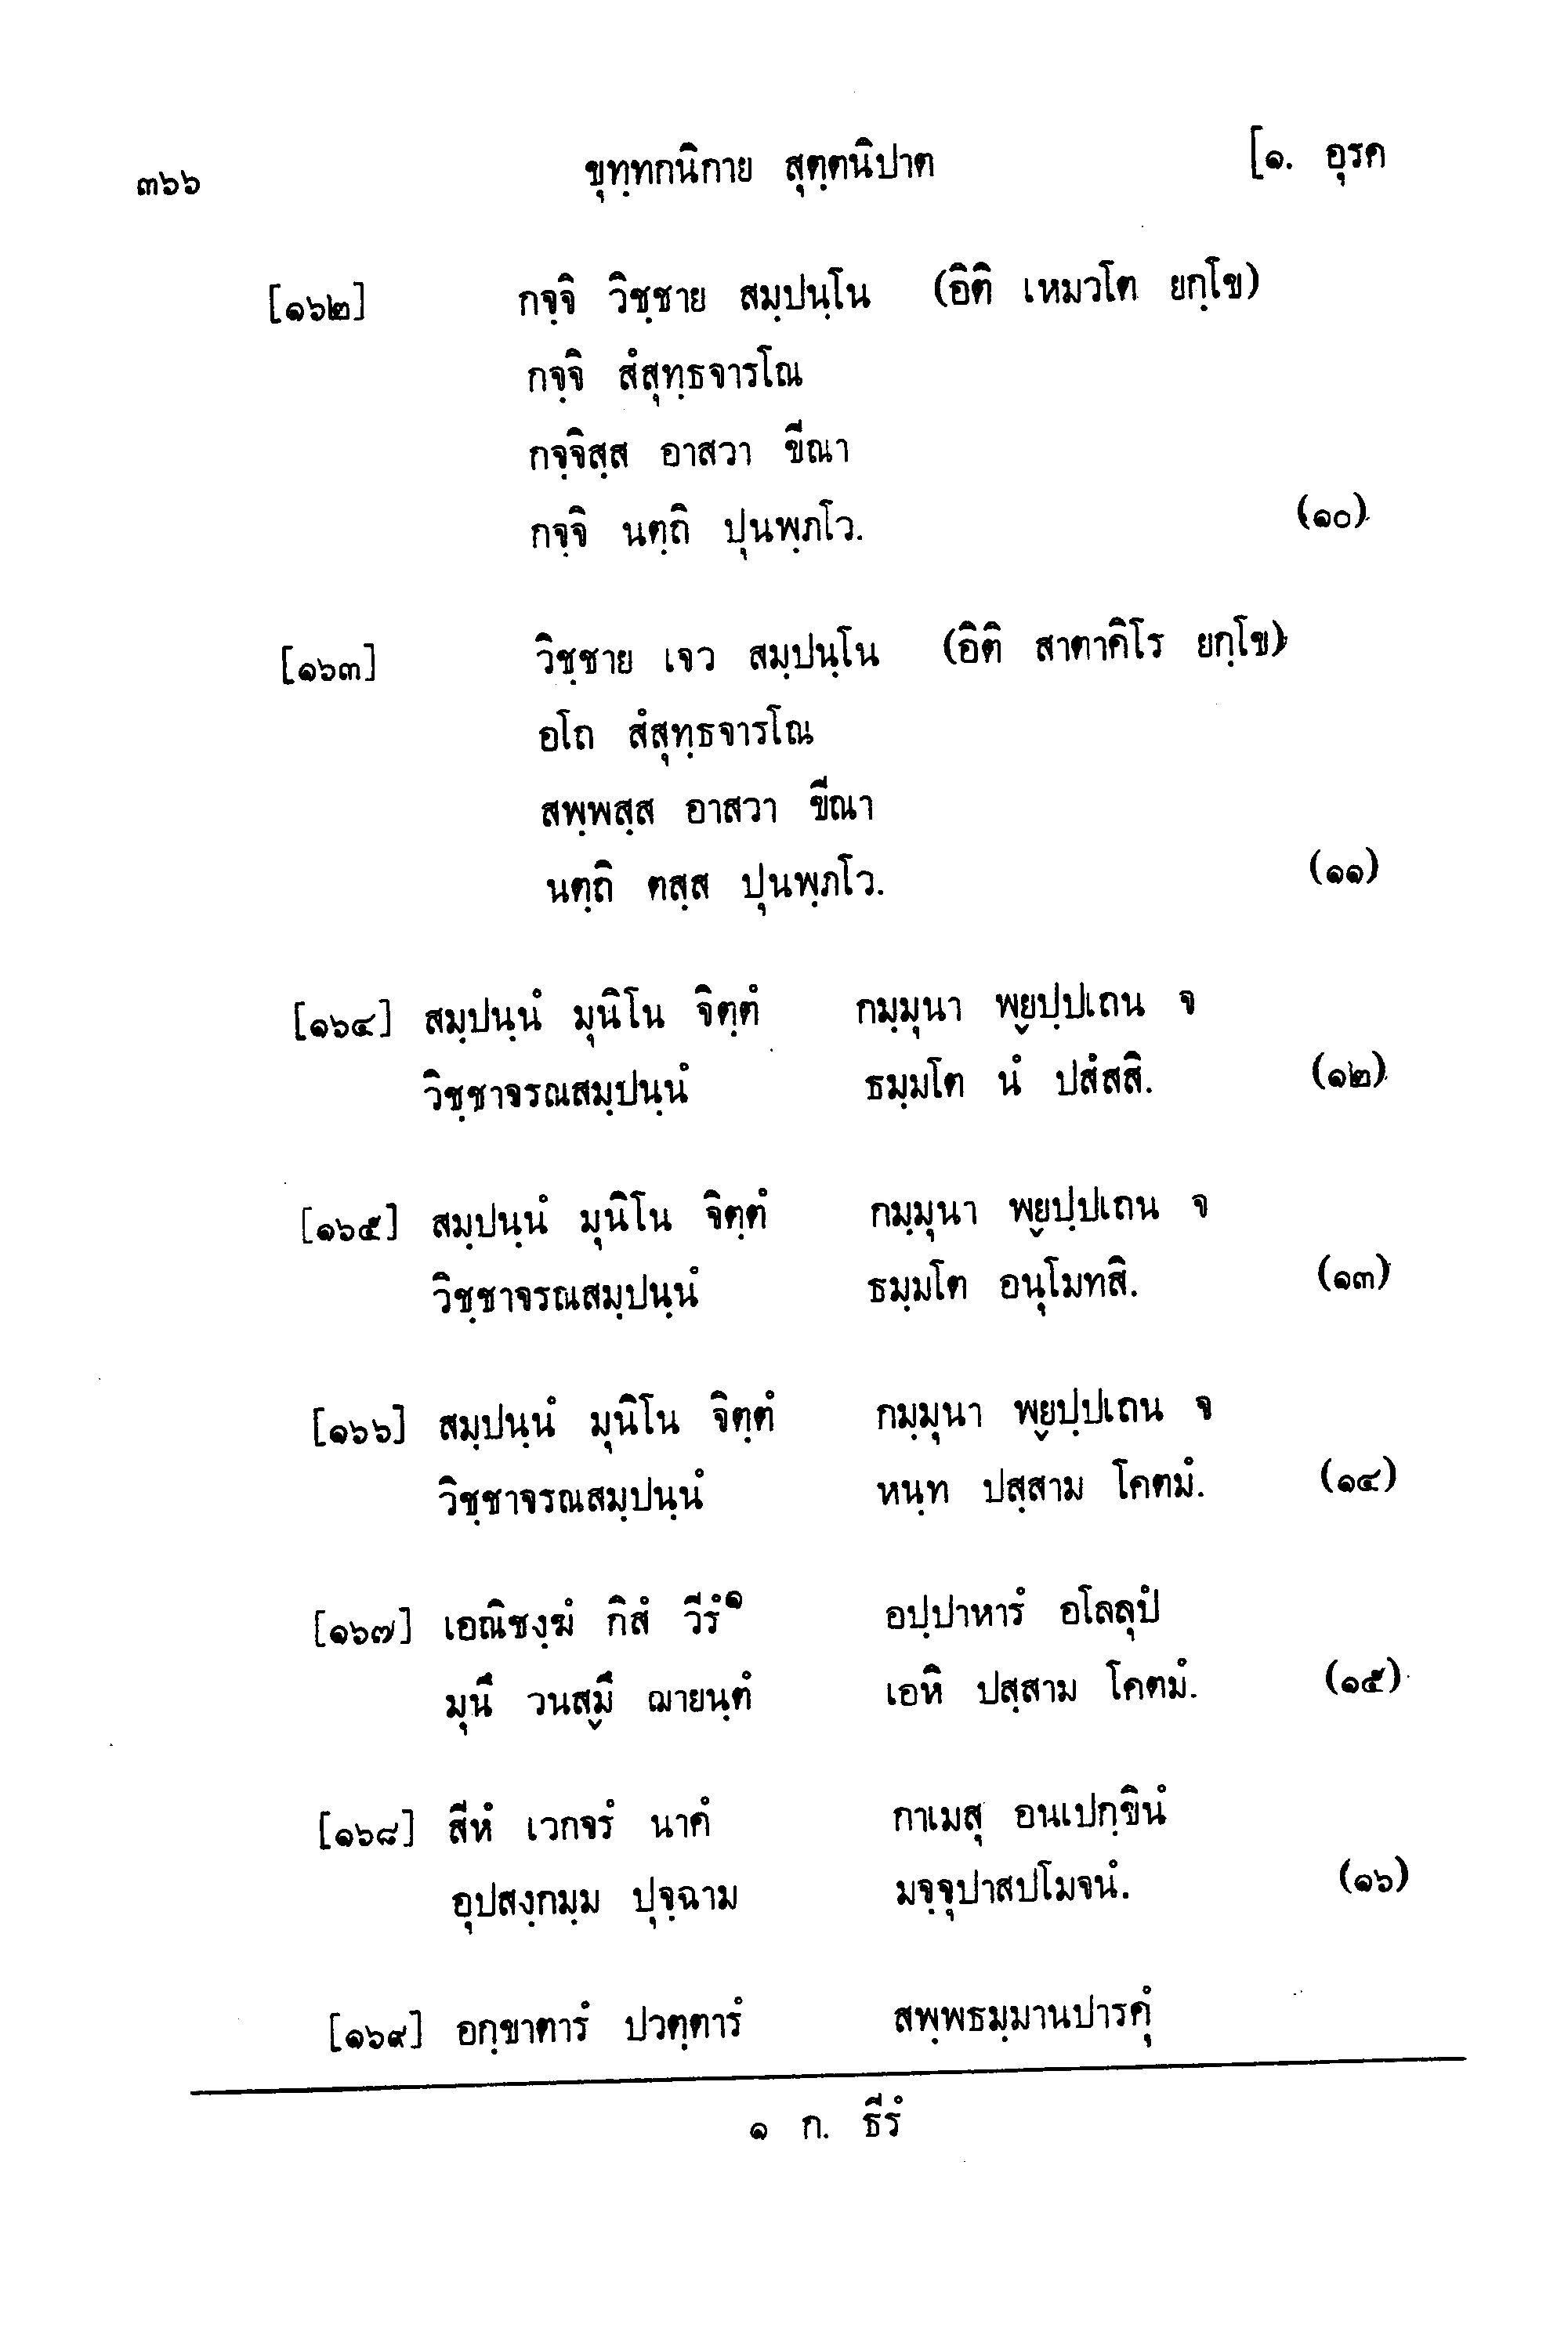 ๓๖๖ ขุทฺทกนิกาย สุตฺตนิปาต [๑. อุรค
[๑๖๒] กจฺจิ วิชฺชาย สมฺปนฺโน (อิติ เหมวโต ยกฺโข)
กจฺจิ สํสุทฺธจารโณ
กจฺจิสฺส อาสวา ขีณา
กจฺจิ นตฺถิ ปุนพฺภโว. (๑๐)
[๑๖๓] วิชฺชาย เจว สมฺปนฺโน (อิติ สาตาคิโร ยกฺโข)
อโถ สํสุทฺธจารโณ
สพฺพสฺส อาสวา ขีณา
นตฺถิ ตสฺส ปุนพฺภโว. (๑๑)
[๑๖๔] สมฺปนฺนํ มุนิโน จิตฺตํ กมฺมุนา พฺยปฺปเถน จ
วิชฺชาจรณสมฺปนฺนํ ธมฺมโต นํ ปสํสสิ. (๑๒)
[๑๖๕] สมฺปนฺนํ มุนิโน จิตฺตํ กมฺมุนา พฺยปฺปเถน จ
วิชฺชาจรณสมฺปนฺนํ ธมฺมโต อนุโมทสิ. (๑๓)
[๑๖๖] สมฺปนฺนํ มุนิโน จิตฺตํ กมฺมุนา พฺยปฺปเถน จ
วิชฺชาจรณสมฺปนฺนํ หนฺท ปสฺสาม โคตมํ. (๑๔)
[๑๖๗] เอณิชงฺฆํ กิสํ วีรํ๑ อปฺปาหารํ อโลลุปํ
มุนึ วนสฺมึ ฌายนฺตํ เอหิ ปสฺสาม โคตมํ. (๑๕)
[๑๖๘] สีหํ เวกจรํ นาคํ กาเมสุ อนเปกฺขินํ
อุปสงฺกมฺม ปุจฺฉาม มจฺจุปาสปโมจนํ. (๑๖)
[๑๖๙] อกฺขาตารํ ปวตฺตารํ สพฺพธมฺมานปารคุํ
๑ ก. ธีรํ